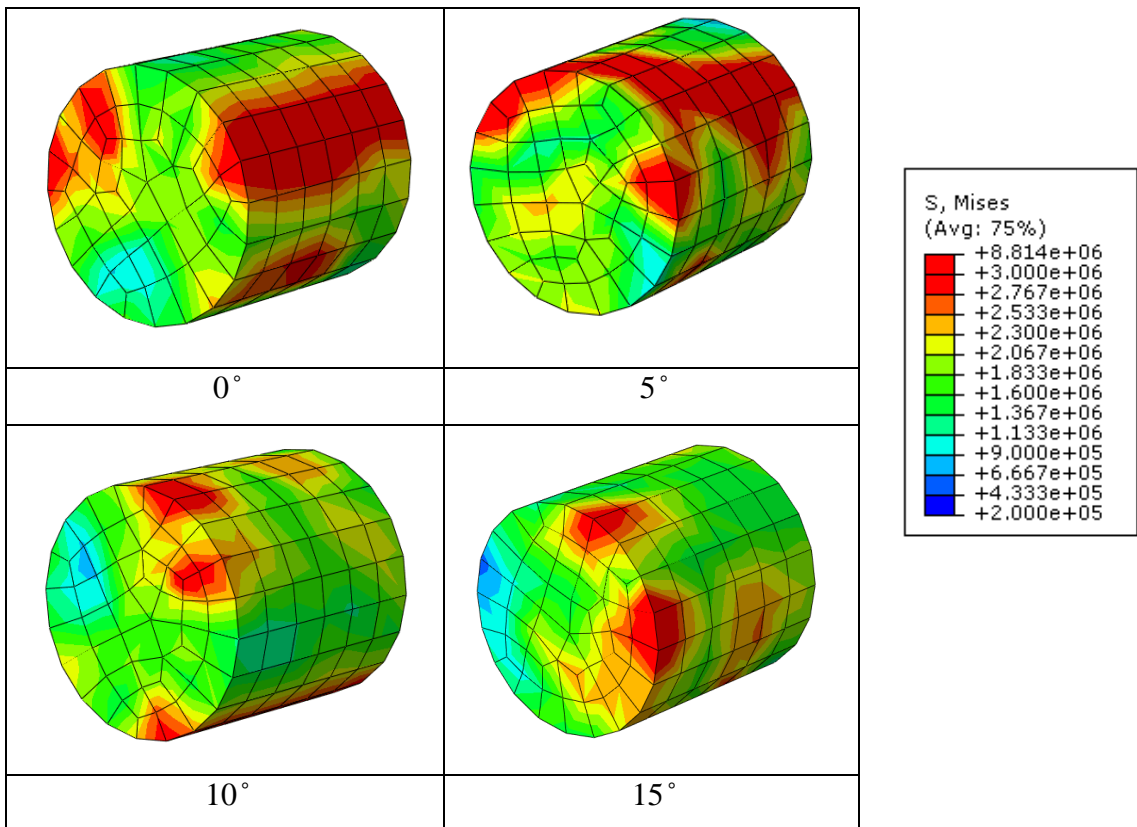 0°
5°
10°
15°
S, Mises
(Avg: 75%)
+8.814e+06
+3.000e+06
+2.767e+06
+2.533e+06
+2.300e+06
+2.067e+06
+1.833e+06
+1.600e+06
+1.367e+06
+1.133e+06
+9.000e+05
+6.667e+05
+4.333e+05
+2.000e+05